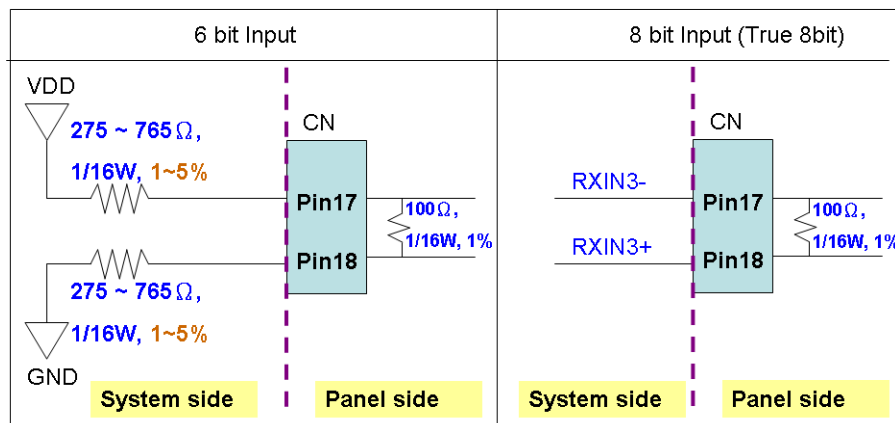 6 bit Input
8 bit Input (True 8bit)
VDD
275 ~ 765Ω,
1/16W, 1~5%
CN
Pin17
Pin18
100Ω,
1/16W, 1%
275 ~ 765Ω,
1/16W, 1~5%
GND
System side
Panel side
CN
RXIN3-
RXIN3+
Pin17
Pin18
100Ω,
1/16W, 1%
System side
Panel side